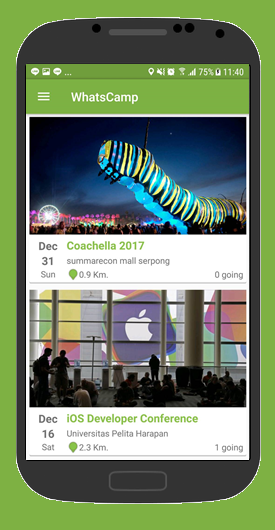 ... 75% 11:40
WhatsCamp
Dec Coachella 2017
31 summarecon mall serpong
Sun 0.9 Km. 0 going
Dec iOS Developer Conference
16 Universitas Pelita Harapan
Sat 2.3 Km. 1 going